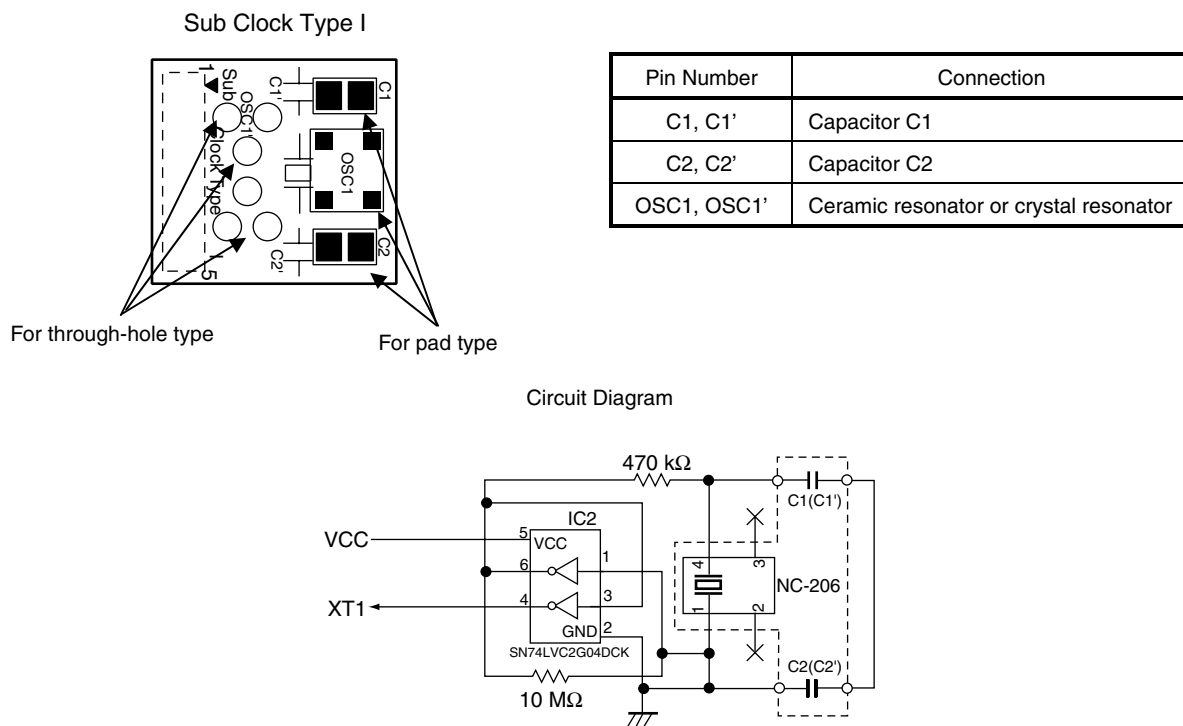 Sub Clock Type I
1
Sub Clock Type I
5
OSC1'
C1'
C1
OSC1
C2'
C2
For through-hole type
For pad type
Pin Number Connection
C1, C1' Capacitor C1
C2, C2' Capacitor C2
OSC1, OSC1' Ceramic resonator or crystal resonator
Circuit Diagram
470 kΩ
C1(C1')
IC2
VCC
5
VCC
6
1
4
3
NC-206
XT1
4
3
1
2
GND
2
SN74LVC2G04DCK
C2(C2')
10 MΩ